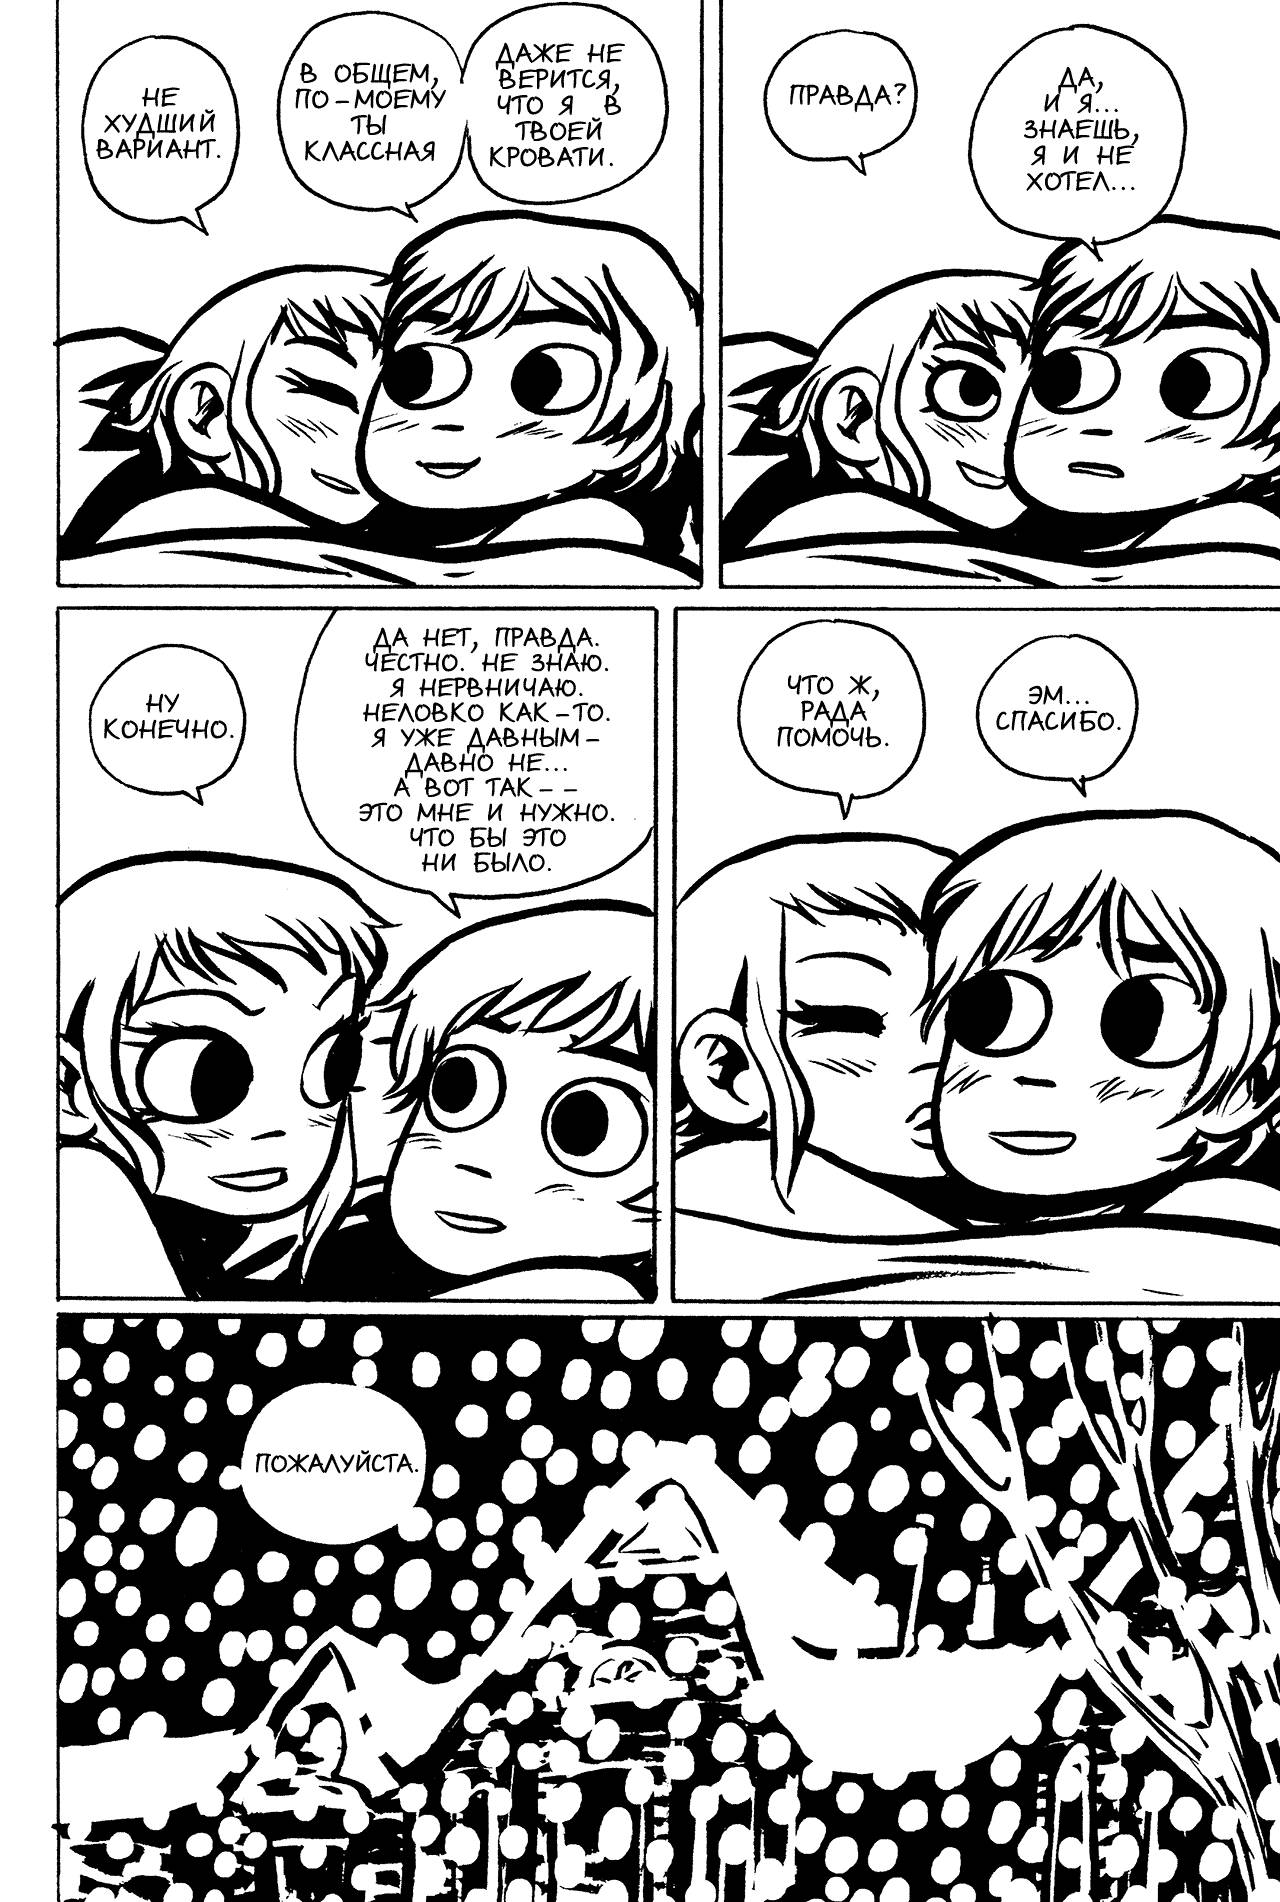 НЕ
ХУДШИЙ
ВАРИАНТ.
В ОБЩЕМ,
ПО-МОЕМУ
ТЫ
КЛАССНАЯ
ДАЖЕ НЕ
ВЕРИТСЯ,
ЧТО Я В
ТВОЕЙ
КРОВАТИ.
ПРАВДА?
ДА,
И Я...
ЗНАЕШЬ,
Я И НЕ
ХОТЕЛ...
НУ
КОНЕЧНО.
ДА НЕТ, ПРАВДА.
ЧЕСТНО. НЕ ЗНАЮ.
Я НЕРВНИЧАЮ.
НЕЛОВКО КАК-ТО.
Я УЖЕ ДАВНЫМ-
ДАВНО НЕ...
А ВОТ ТАК--
ЭТО МНЕ И НУЖНО.
ЧТО БЫ ЭТО
НИ БЫЛО.
ЧТО Ж,
РАДА
ПОМОЧЬ.
ЭМ...
СПАСИБО.
ПОЖАЛУЙСТА.